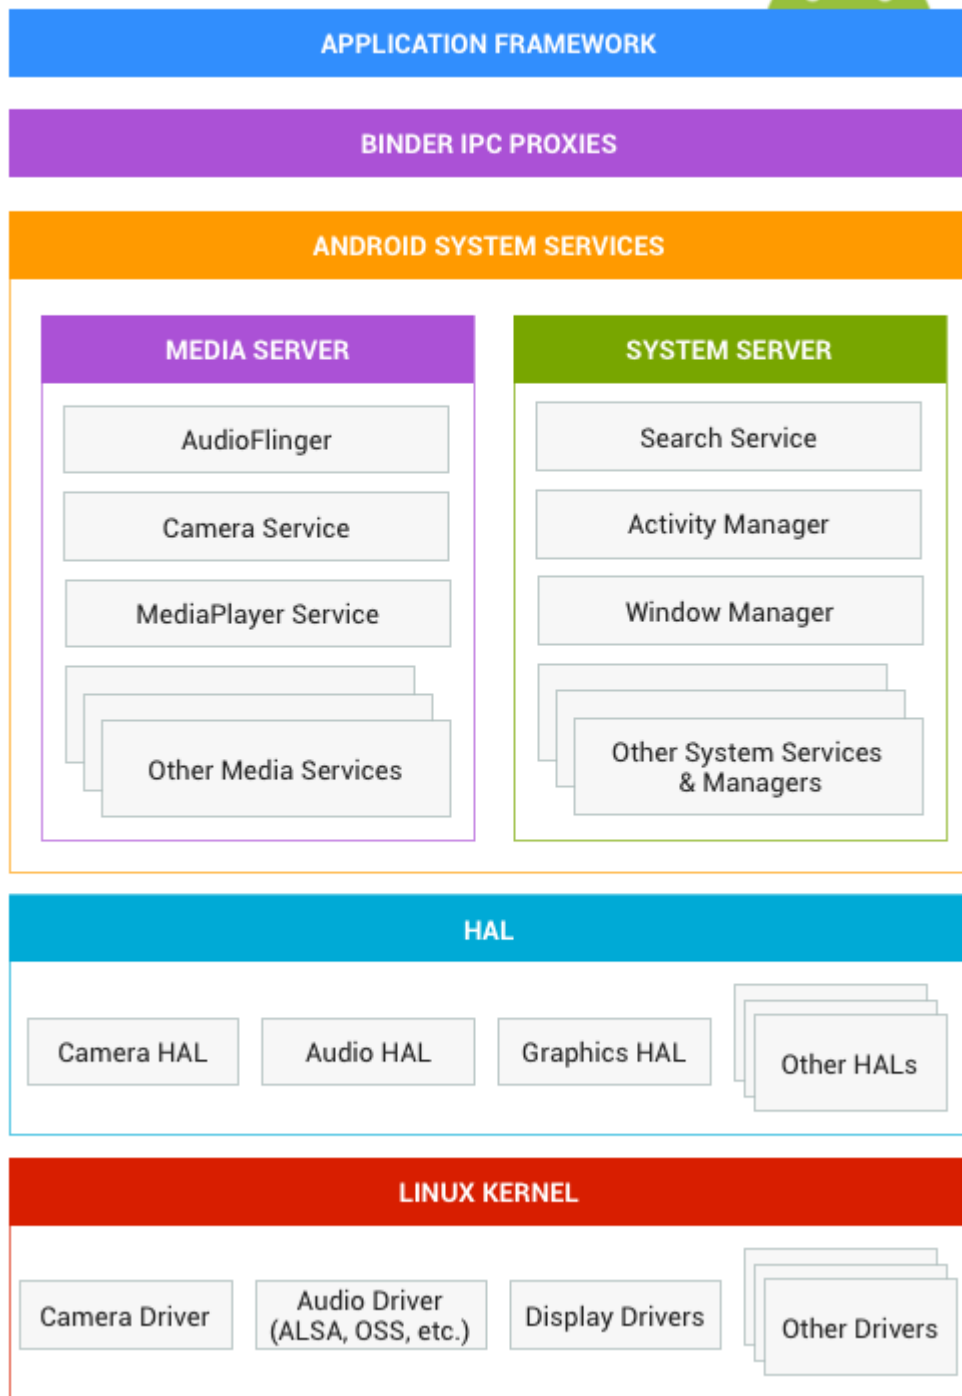 APPLICATION FRAMEWORK
BINDER IPC PROXIES
ANDROID SYSTEM SERVICES
MEDIA SERVER
AudioFlinger
Camera Service
MediaPlayer Service
Other Media Services
SYSTEM SERVER
Search Service
Activity Manager
Window Manager
Other System Services
& Managers
HAL
Camera HAL
Audio HAL
Graphics HAL
Other HALs
LINUX KERNEL
Camera Driver
Audio Driver
(ALSA, OSS, etc.)
Display Drivers
Other Drivers